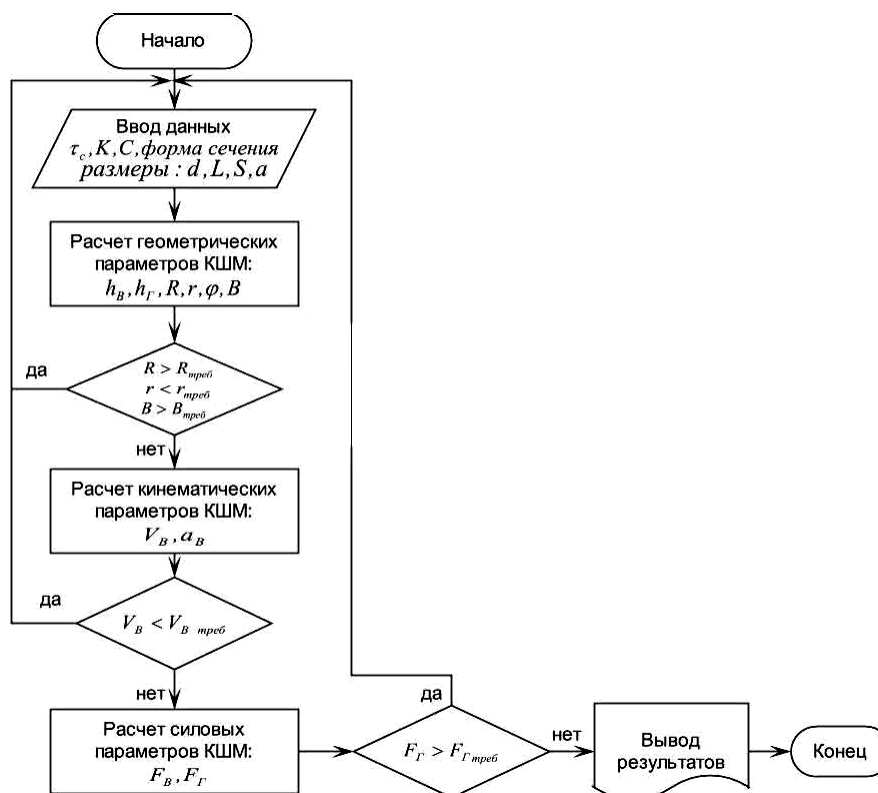 Начало
Ввод данных
τс,K,C,форма сечения
размеры : d,L,S,a
Расчет геометрических
параметров КШМ:
hВ,hГ,R,r,φ,B
да
R > Rтреб
r < rтреб
B > Bтреб
нет
Расчет кинематических
параметров КШМ:
VВ,aВ
да
VВ < VВ треб
нет
Расчет силовых
параметров КШМ:
FВ,FГ
да
FГ > FГ треб
нет
Вывод
результатов
Конец